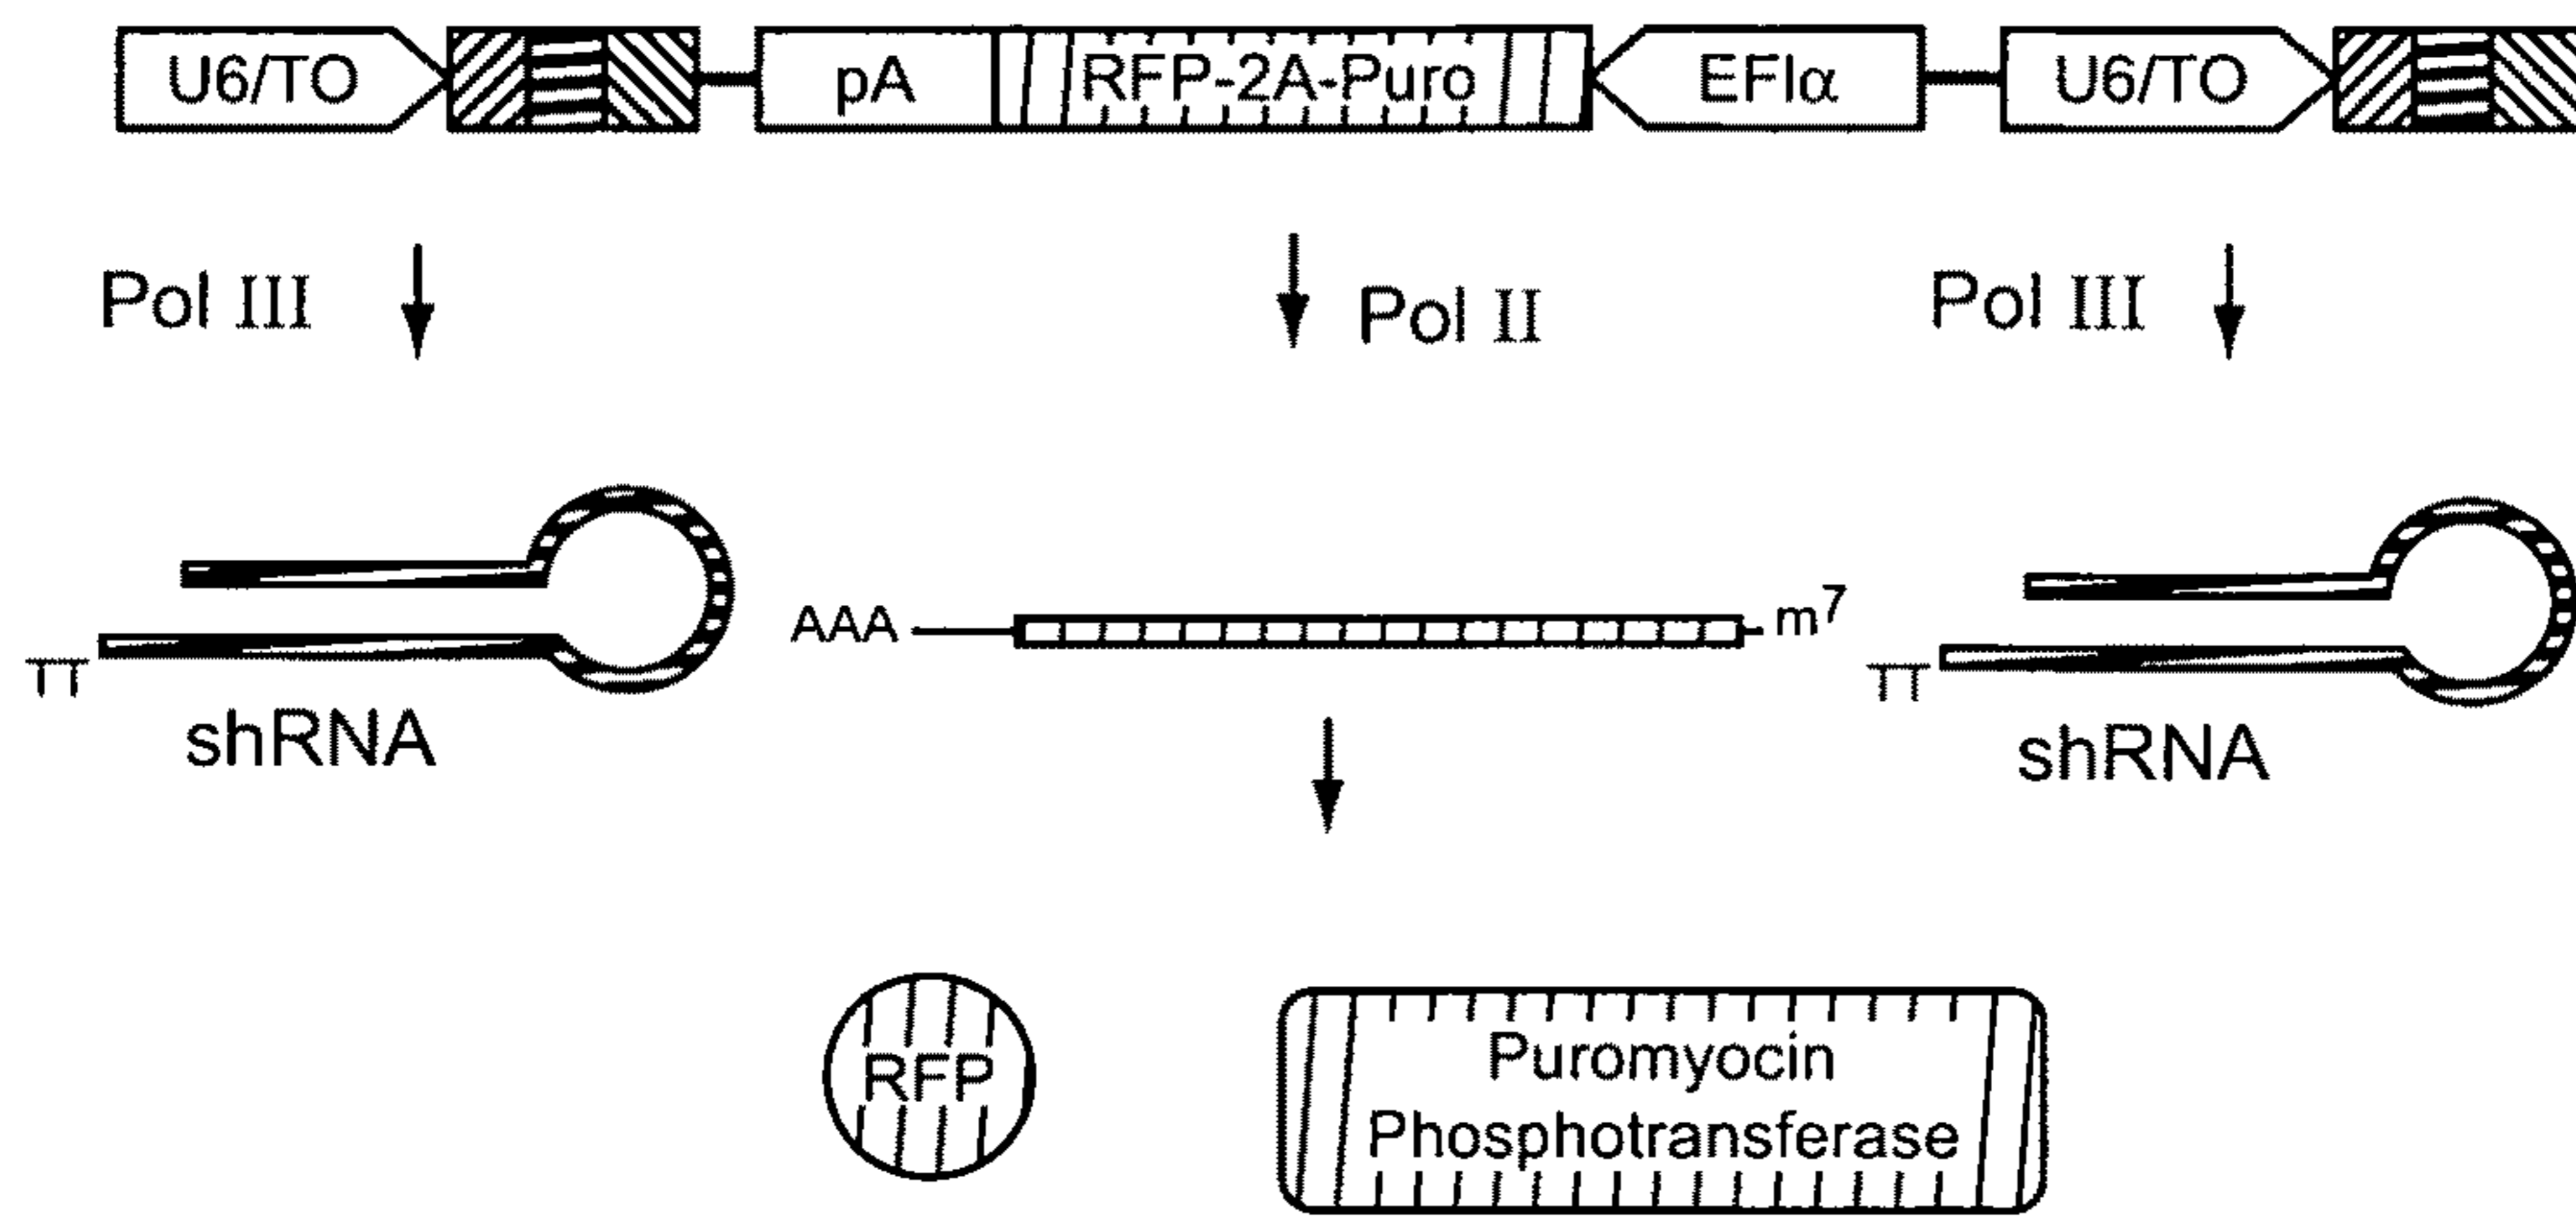 U6/TO pA RFP-2A-Puro EFIα U6/TO
Pol III Pol II Pol III
AAA m⁷
TT TT
shRNA shRNA
RFP
Puromyocin
Phosphotransferase